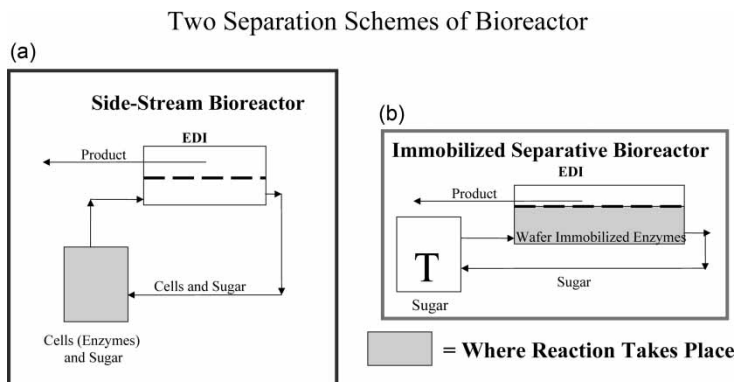 Two Separation Schemes of Bioreactor
(a)
Side-Stream Bioreactor
EDI
Product
Cells and Sugar
Cells (Enzymes)
and Sugar
(b)
Immobilized Separative Bioreactor
EDI
Product
Wafer Immobilized Enzymes
T
Sugar
Sugar
= Where Reaction Takes Place